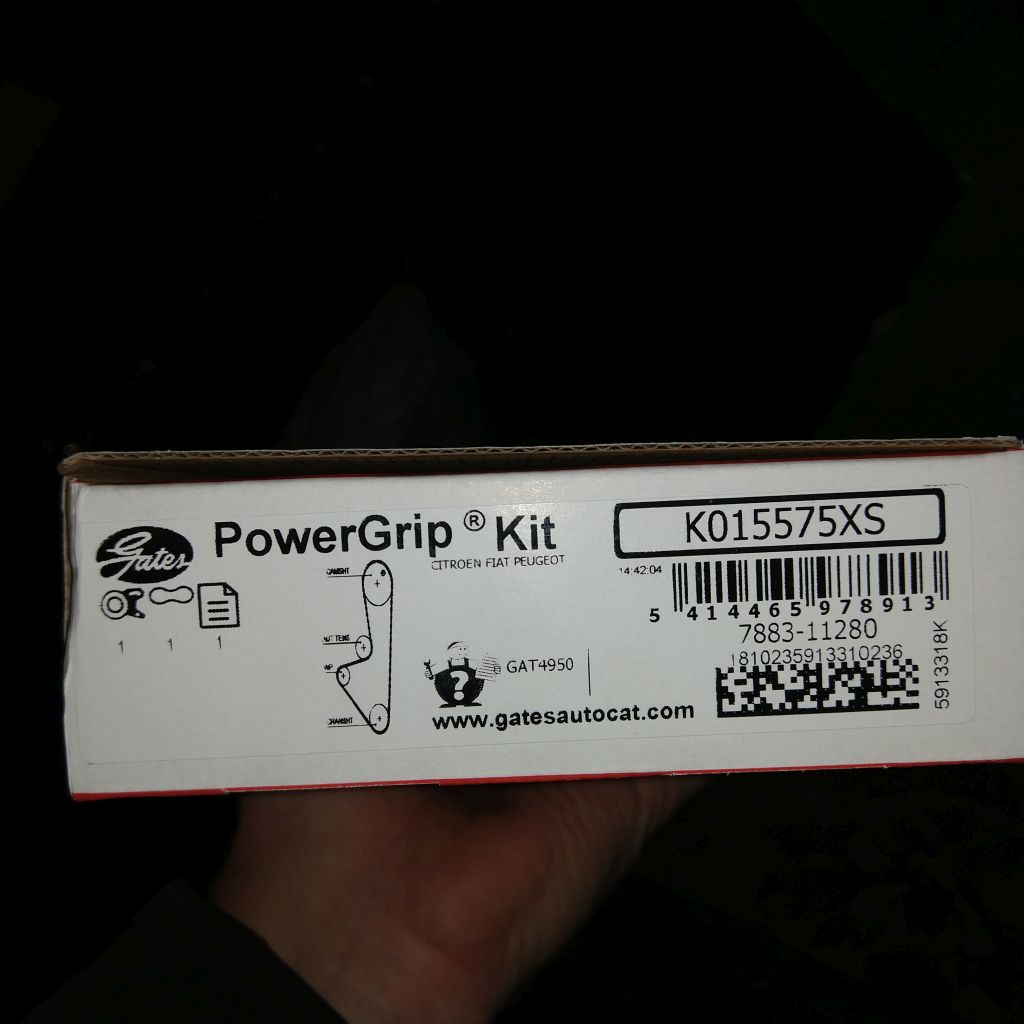 Gates
PowerGrip® Kit
CITROEN FIAT PEUGEOT
K015575XS
14:42:04
5 414465 978913
7883-11280
1810235913310236
5913318K
1 1 1
GAT4950
?
www.gatesautocat.com